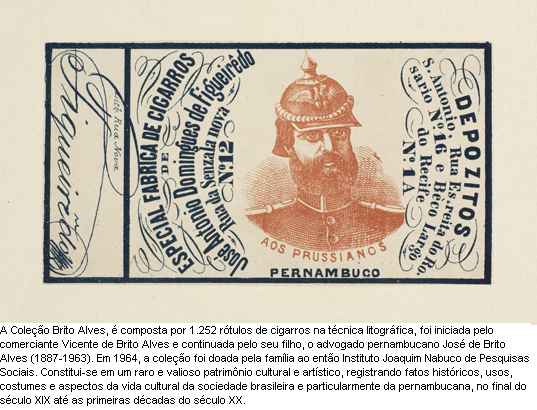 Figueiredo
Rua Nova
ESPECIAL FABRICA DE CIGARROS
DE
José Antonio Domingues de Figueirêdo
Rua da Senzala nova
Nº 12
AOS PRUSSIANOS
PERNAMBUCO
DEPOZITOS
S. Antonio, Rua Estreita do Ro-
sario Nº 16 e Bêco Largo
do Recife
Nº 1A
A Coleção Brito Alves, é composta por 1.252 rótulos de cigarros na técnica litográfica, foi iniciada pelo
comerciante Vicente de Brito Alves e continuada pelo seu filho, o advogado pernambucano José de Brito
Alves (1887-1963). Em 1964, a coleção foi doada pela família ao então Instituto Joaquim Nabuco de Pesquisas
Sociais. Constitui-se em um raro e valioso patrimônio cultural e artístico, registrando fatos históricos, usos,
costumes e aspectos da vida cultural da sociedade brasileira e particularmente da pernambucana, no final do
século XIX até as primeiras décadas do século XX.